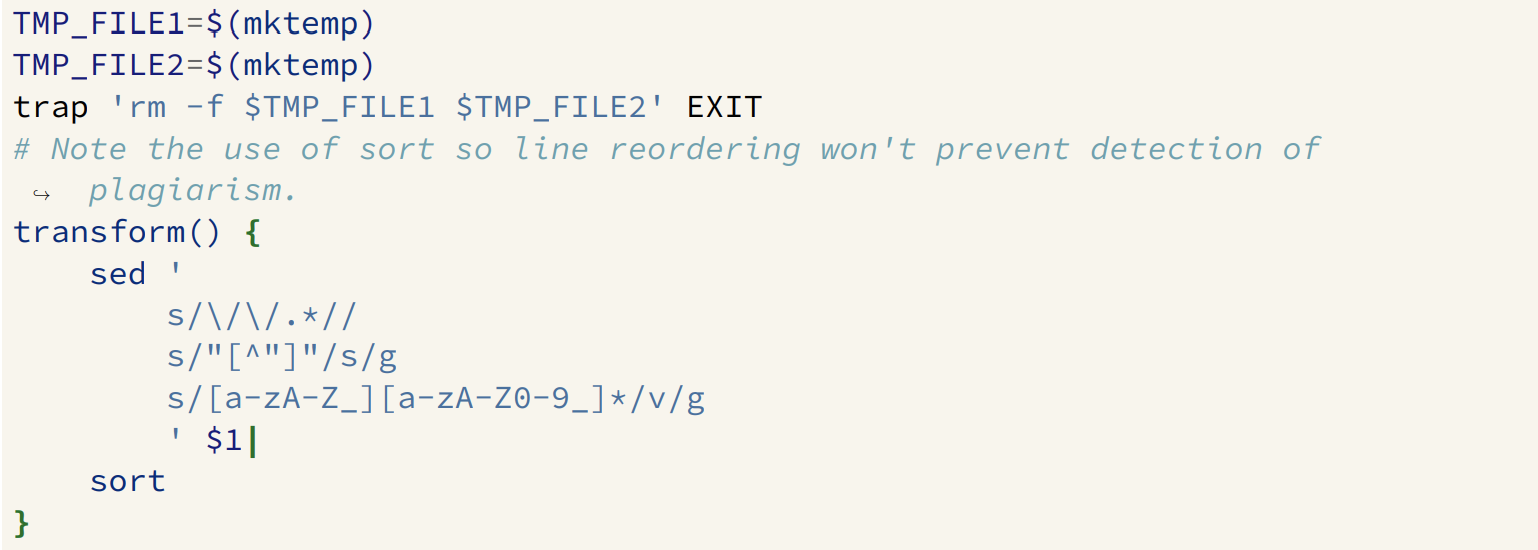 TMP_FILE1=$(mktemp)
TMP_FILE2=$(mktemp)
trap 'rm -f $TMP_FILE1 $TMP_FILE2' EXIT
# Note the use of sort so line reordering won't prevent detection of
↪ plagiarism.
transform() {
    sed '
        s/\/\/.*//
        s/"[^"]"/s/g
        s/[a-zA-Z_][a-zA-Z0-9_]*/v/g
        ' $1|
    sort
}